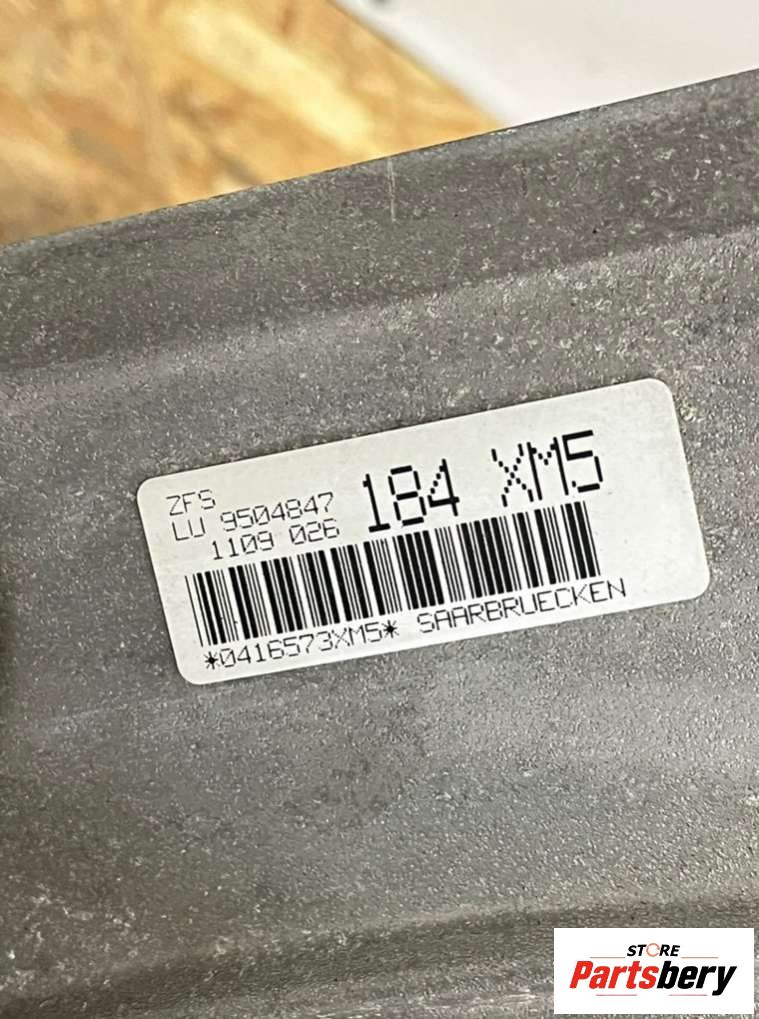 ZFS
LU 9504847
1109 026
184 XM5
*0416573XM5* SAARBRUECKEN
STORE
Partsbery